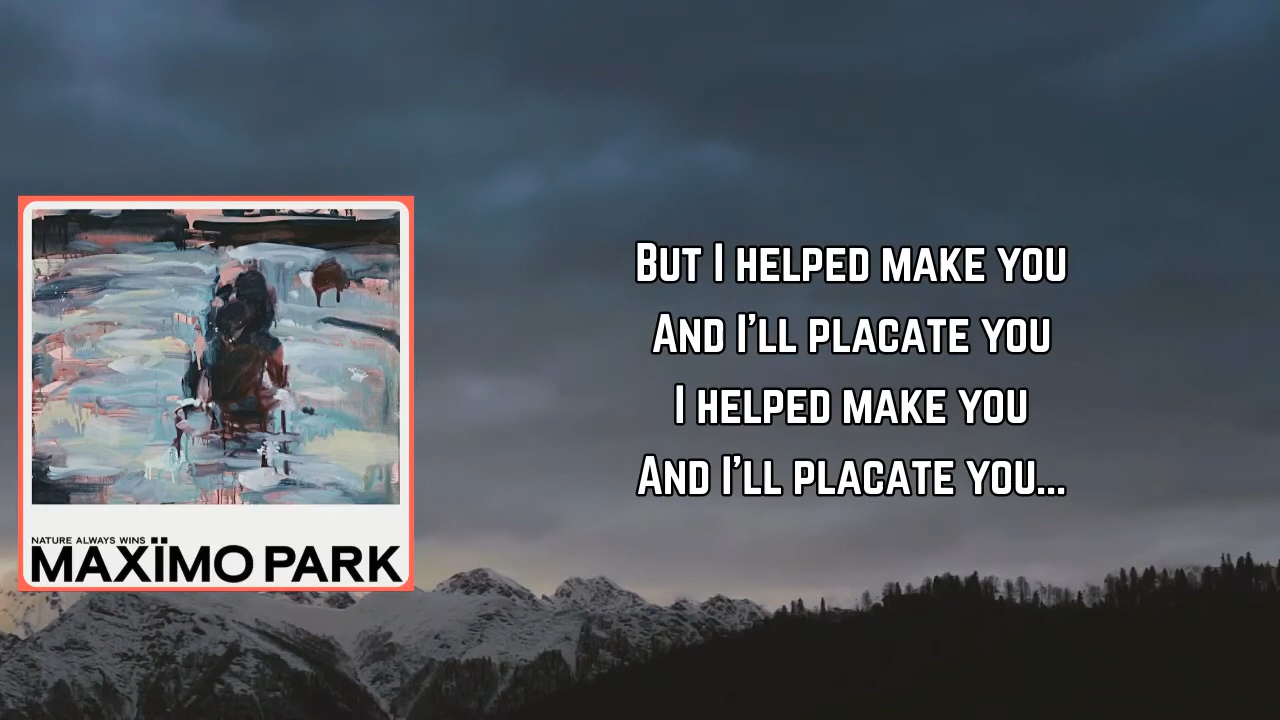 NATURE ALWAYS WINS
MAXÏMO PARK
But I helped make you
And I'll placate you
I helped make you
And I'll placate you...